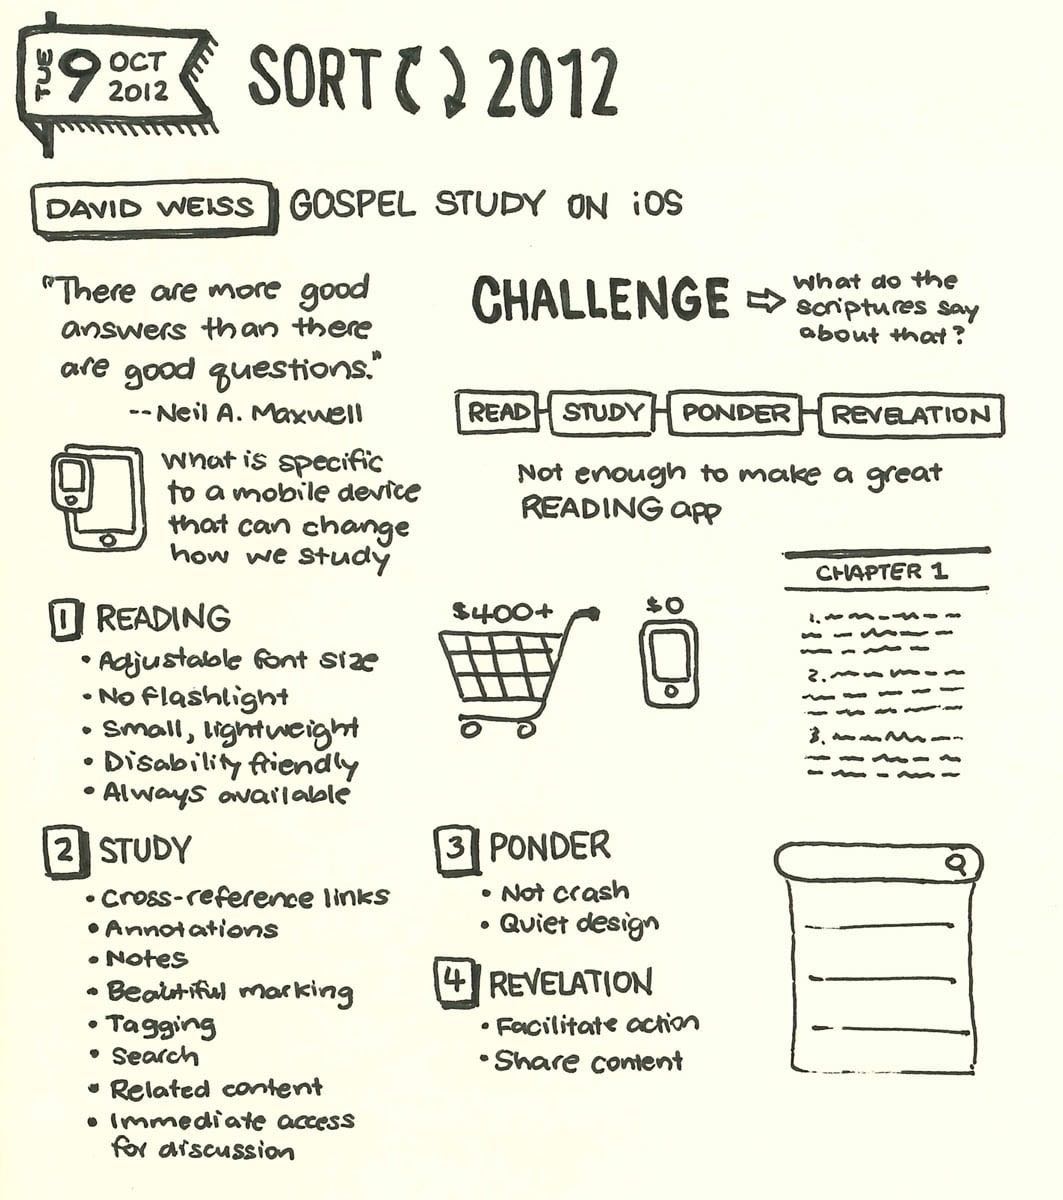 TUE 9 OCT 2012
SORT 2012
DAVID WEISS GOSPEL STUDY ON iOS
"There are more good
answers than there
are good questions."
-- Neil A. Maxwell
What is specific
to a mobile device
that can change
how we study
CHALLENGE ⇨ What do the
scriptures say
about that?
READ STUDY PONDER REVELATION
Not enough to make a great
READING app
1 READING
• Adjustable font size
• No flashlight
• Small, lightweight
• Disability friendly
• Always available
$400+
$0
CHAPTER 1
1.
2.
3.
2 STUDY
• Cross-reference links
• Annotations
• Notes
• Beautiful marking
• Tagging
• Search
• Related content
• Immediate access
for discussion
3 PONDER
• Not crash
• Quiet design
4 REVELATION
• Facilitate action
• Share content